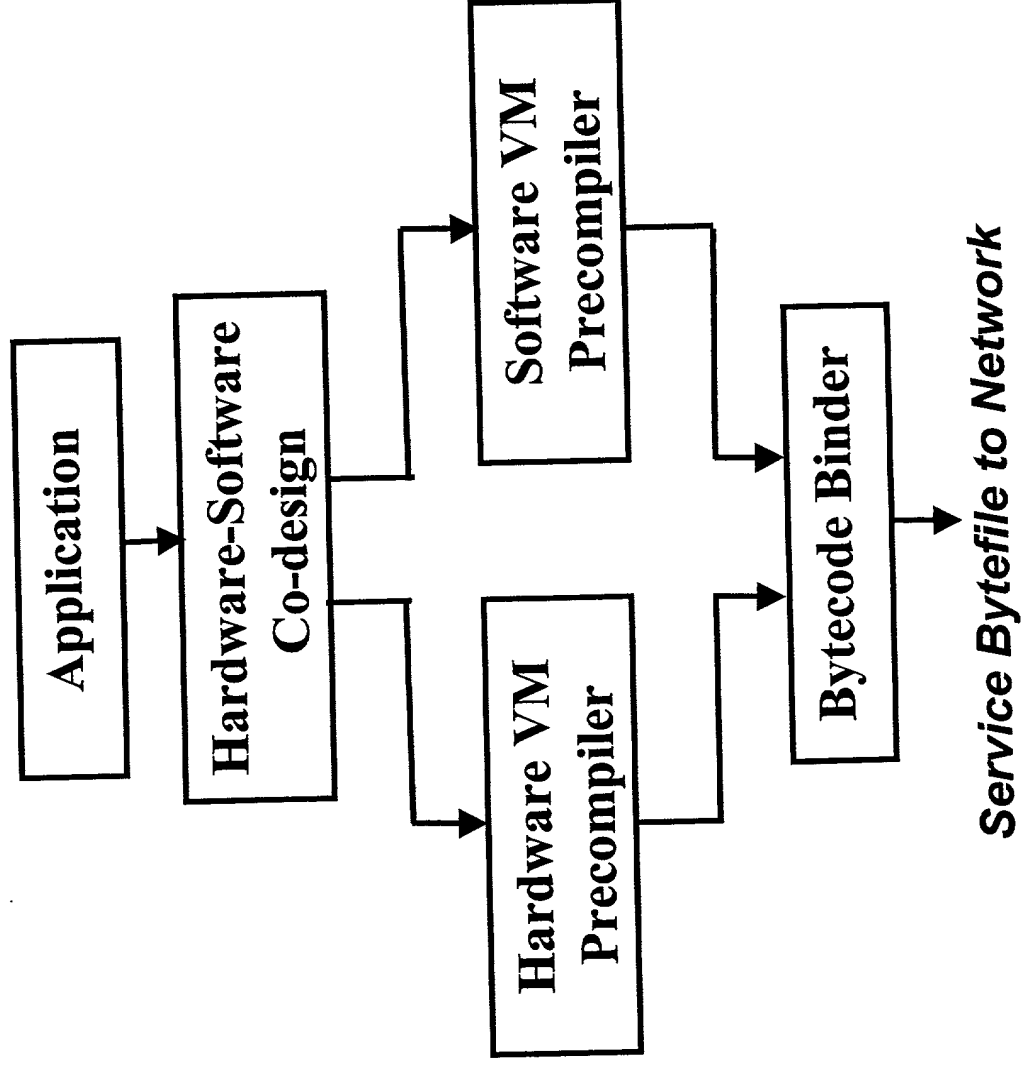 Application
Hardware-Software
Co-design
Hardware VM
Precompiler
Software VM
Precompiler
Bytecode Binder
Service Bytefile to Network